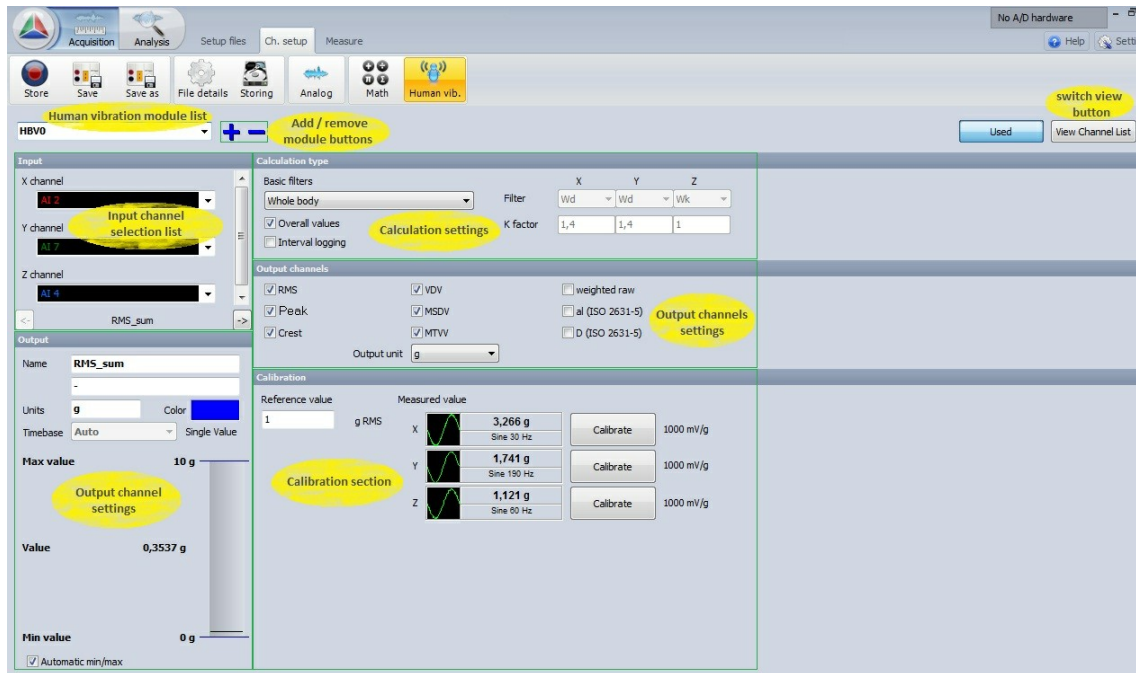 No A/D hardware
Acquisition Analysis Setup files Ch. setup Measure
Help Setti
Store Save Save as File details Storing Analog Math Human vib.
Human vibration module list
HBV0
Add / remove
module buttons
switch view
button
Used View Channel List
Input
X channel
AI 2
Input channel
selection list
Y channel
AI 7
Z channel
AI 4
<- RMS_sum ->
Output
Name RMS_sum
-
Units g Color
Timebase Auto Single Value
Max value 10 g
Output channel
settings
Value 0,3537 g
Min value 0 g
Automatic min/max
Calculation type
Basic filters X Y Z
Whole body Filter Wd Wd Wk
Overall values Calculation settings K factor 1,4 1,4 1
Interval logging
Output channels
RMS VDV weighted raw
Peak MSDV al (ISO 2631-5)
Crest MTVV D (ISO 2631-5)
Output channels
settings
Output unit g
Calibration
Reference value Measured value
1 g RMS X 3,266 g Calibrate 1000 mV/g
Sine 30 Hz
Y 1,741 g Calibrate 1000 mV/g
Sine 190 Hz
Calibration section
Z 1,121 g Calibrate 1000 mV/g
Sine 60 Hz